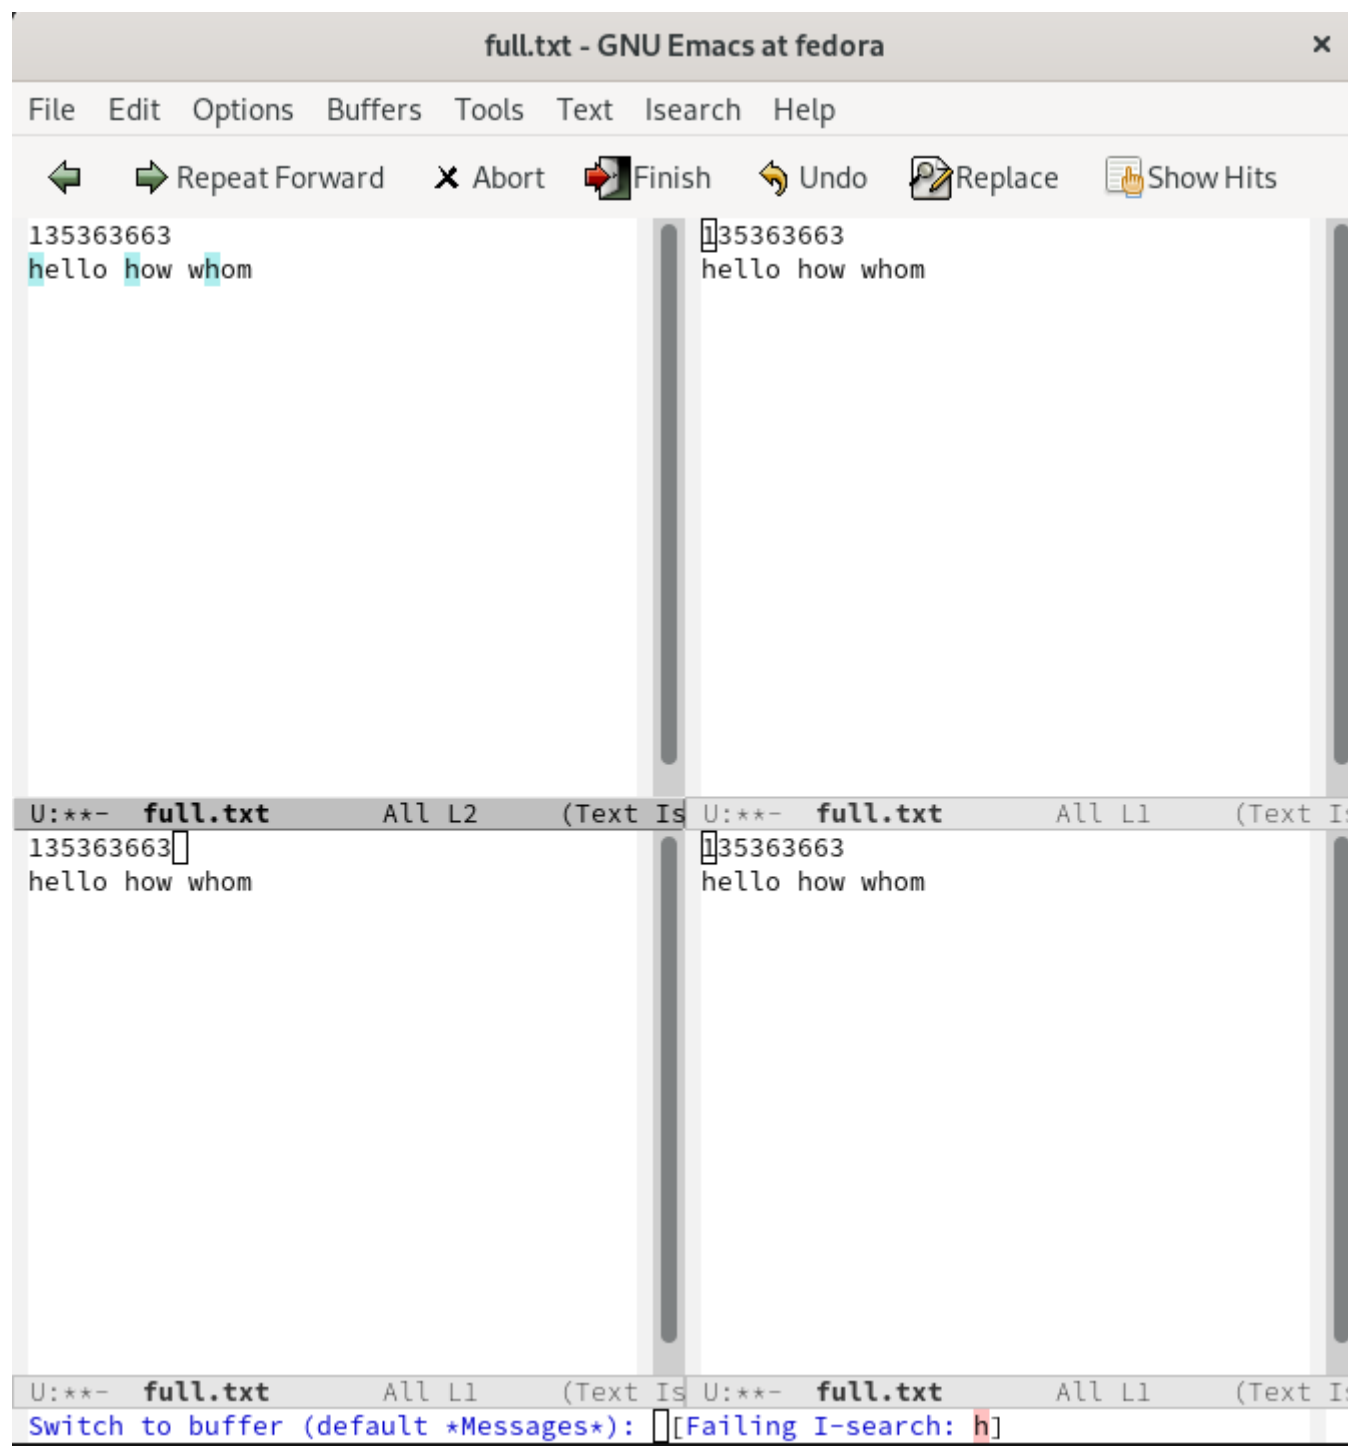 full.txt - GNU Emacs at fedora ×
File Edit Options Buffers Tools Text Isearch Help
Repeat Forward Abort Finish Undo Replace Show Hits
135363663
hello how whom
135363663
hello how whom
U:**- full.txt All L2 (Text Is
U:**- full.txt All L1 (Text Is
135363663
hello how whom
135363663
hello how whom
U:**- full.txt All L1 (Text Is
U:**- full.txt All L1 (Text Is
Switch to buffer (default *Messages*): [Failing I-search: h]